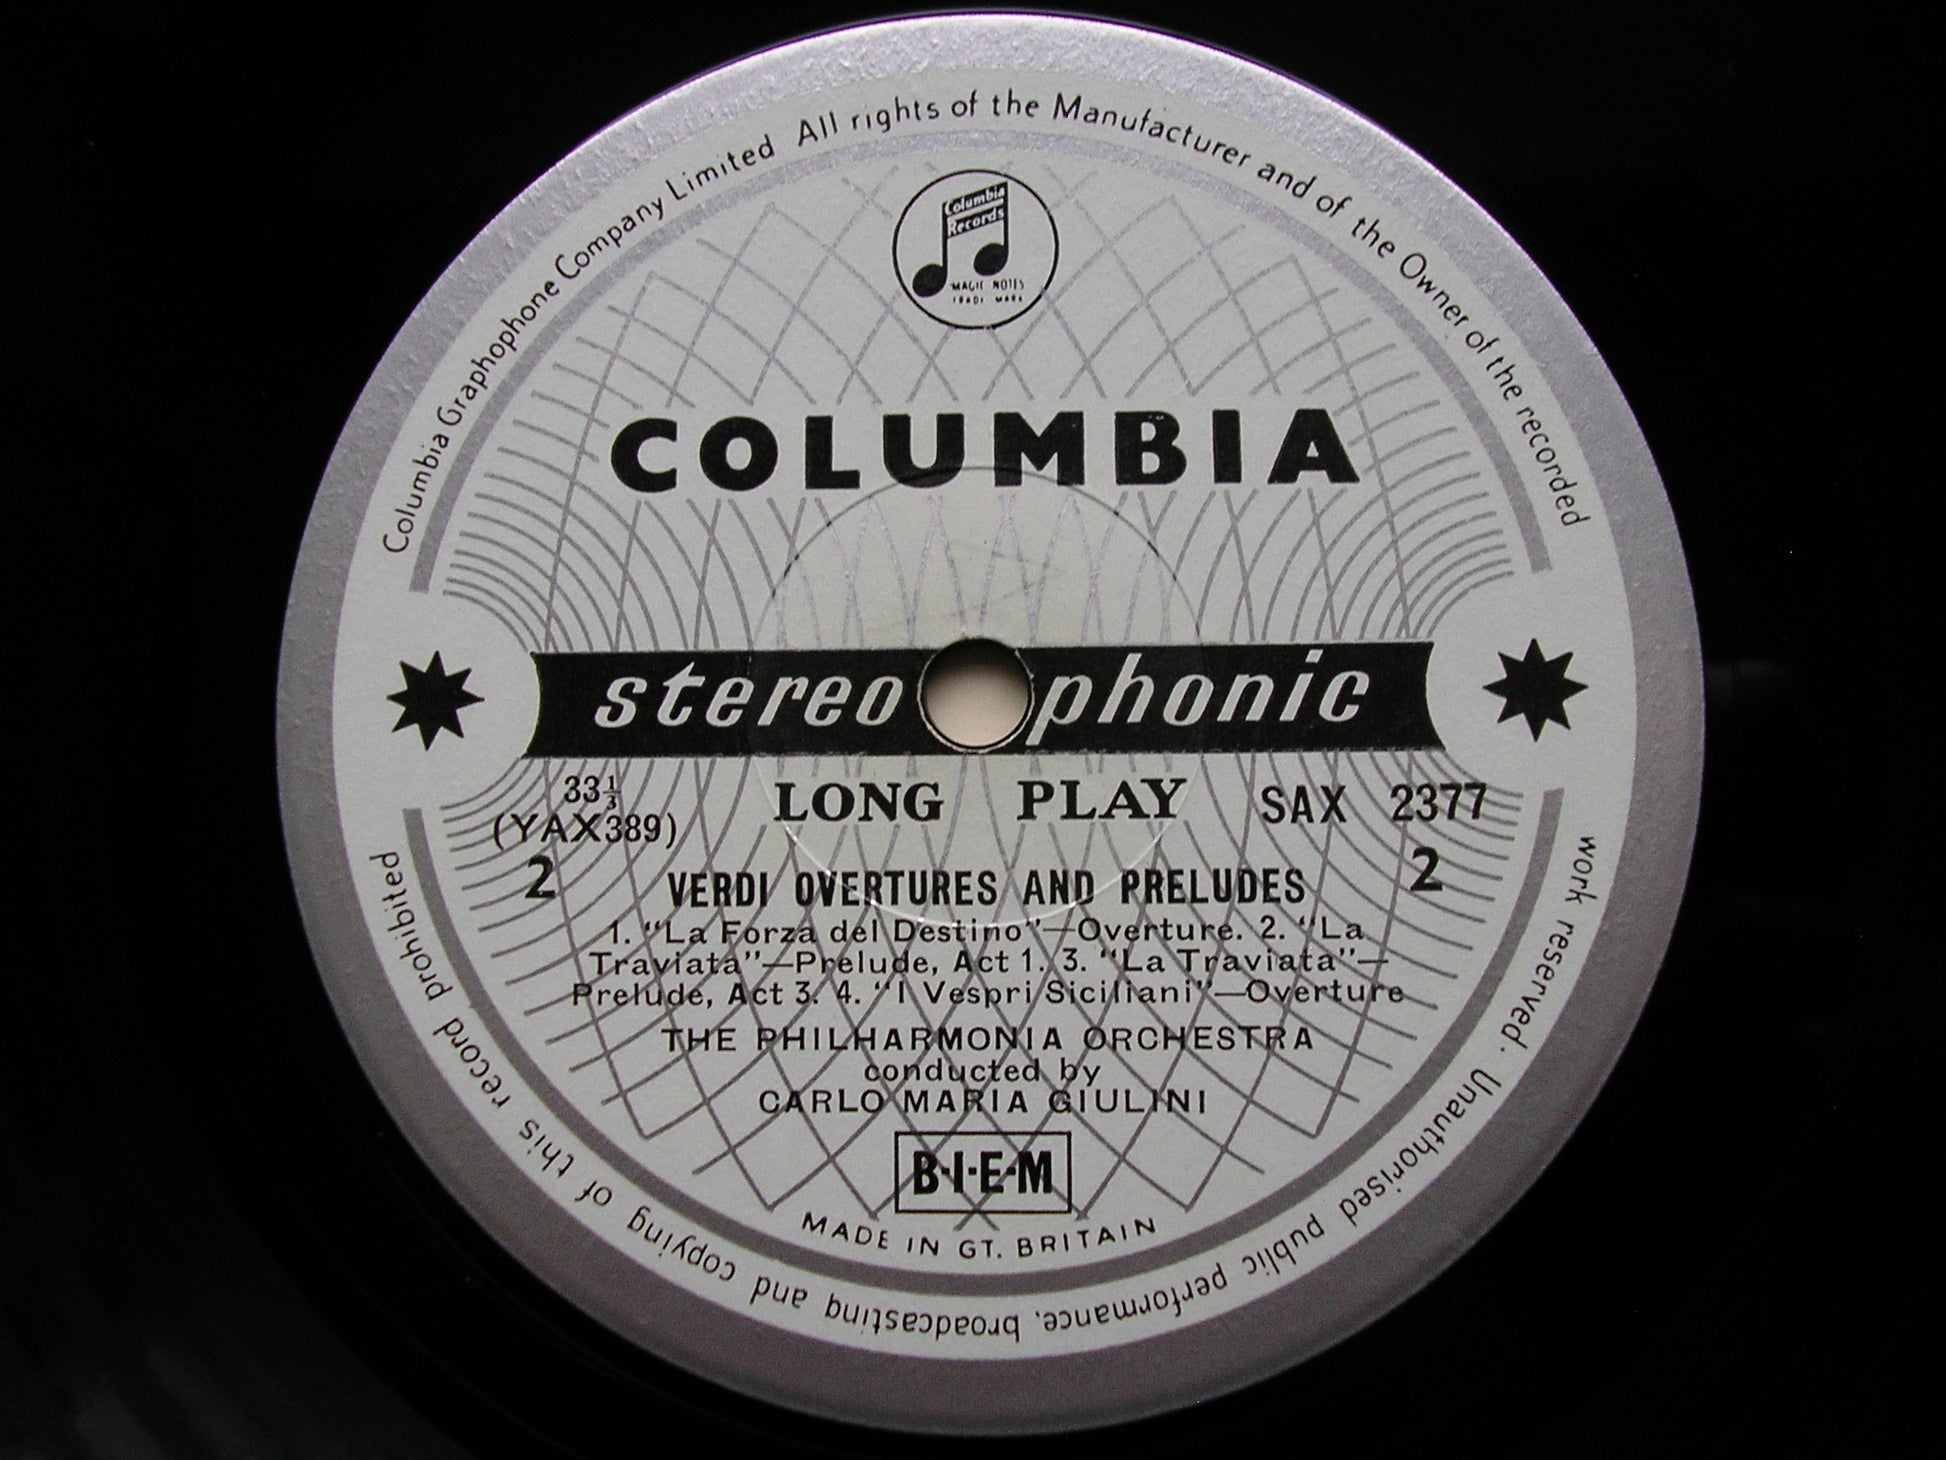 Columbia Graphophone Company Limited All rights of the Manufacturer and of the Owner of the recorded
work reserved. Unauthorised public performance, broadcasting and copying of this record prohibited
Columbia
Records
MAGIC NOTES
TRADE MARK
COLUMBIA
stereophonic
33⅓
(YAX389)
2
LONG PLAY
SAX 2377
2
VERDI OVERTURES AND PRELUDES
1. "La Forza del Destino"—Overture. 2. "La
Traviata"—Prelude, Act 1. 3. "La Traviata"—
Prelude, Act 3. 4. "I Vespri Siciliani"—Overture
THE PHILHARMONIA ORCHESTRA
conducted by
CARLO MARIA GIULINI
B·I·E·M
MADE IN GT. BRITAIN